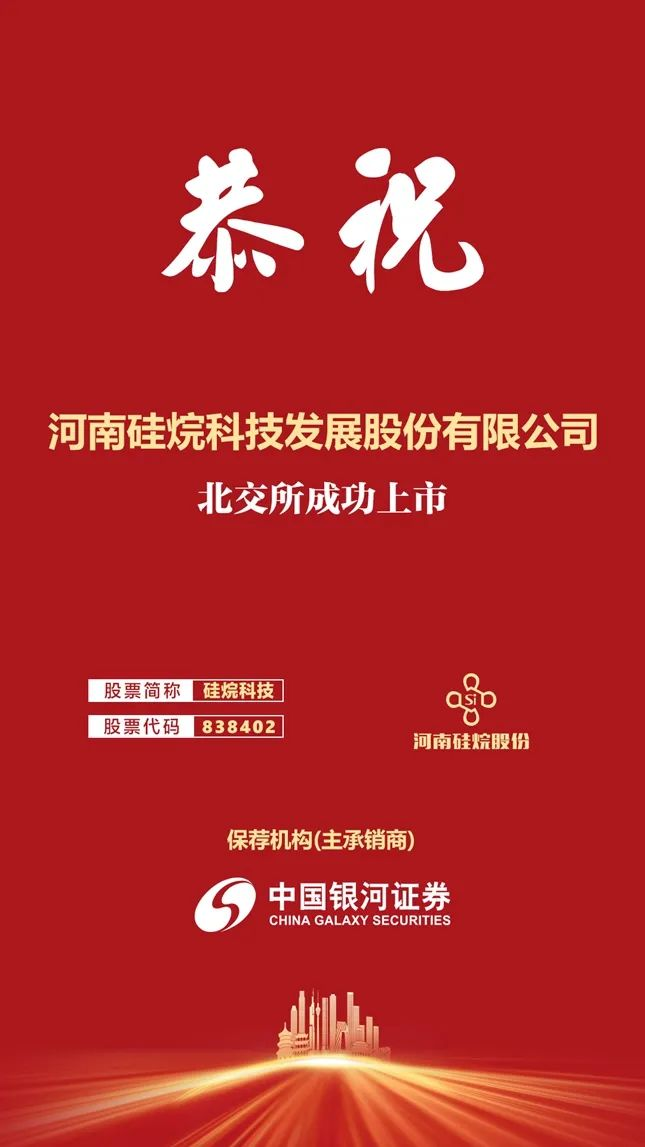 恭祝
河南硅烷科技发展股份有限公司
北交所成功上市
股票简称 硅烷科技
股票代码 838402
Si
河南硅烷股份
保荐机构(主承销商)
中国银河证券
CHINA GALAXY SECURITIES